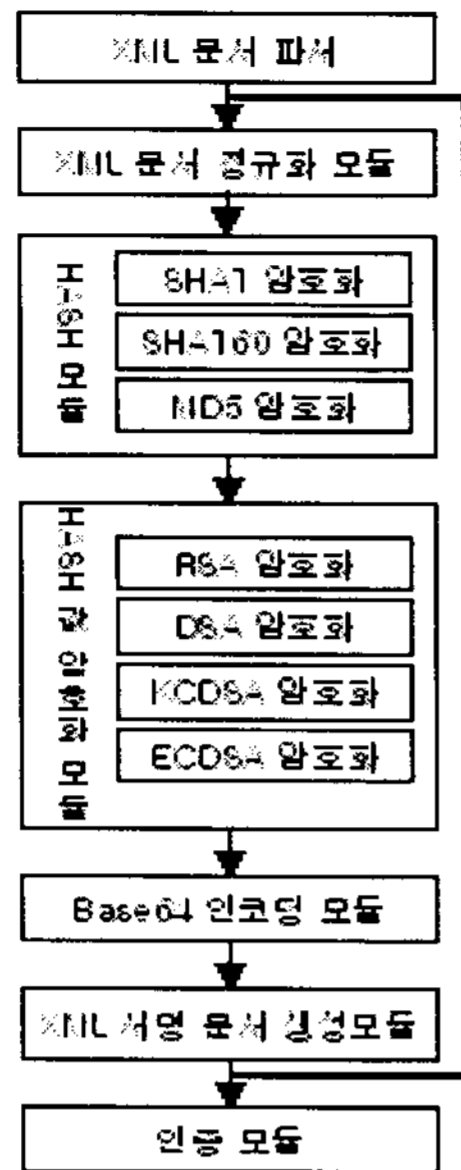 XML 문서 파서
XML 문서 정규화 모듈
HASH 모듈
SHA1 암호화
SHA160 암호화
MD5 암호화
HASH 값 암호화 모듈
RSA 암호화
DSA 암호화
KCDSA 암호화
ECDSA 암호화
Base64 인코딩 모듈
XML 서명 문서 생성모듈
인증 모듈